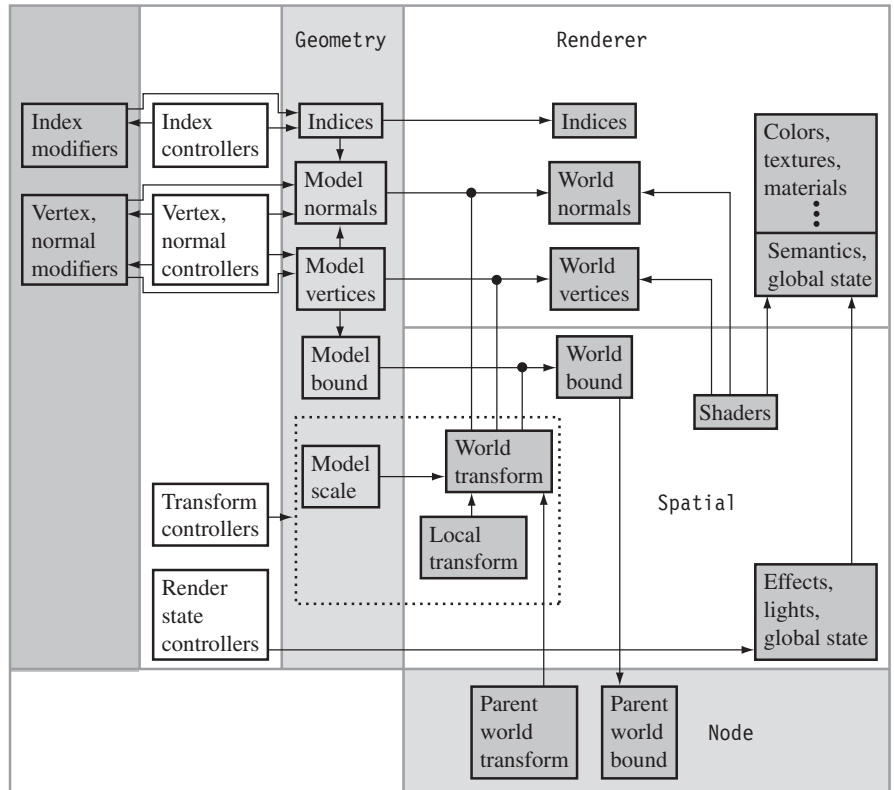 Geometry
Renderer
Index
modifiers
Index
controllers
Indices
Indices
Colors,
textures,
materials
Semantics,
global state
Vertex,
normal
modifiers
Vertex,
normal
controllers
Model
normals
World
normals
Model
vertices
World
vertices
Model
bound
World
bound
Shaders
Model
scale
World
transform
Transform
controllers
Local
transform
Spatial
Render
state
controllers
Effects,
lights,
global state
Parent
world
transform
Parent
world
bound
Node